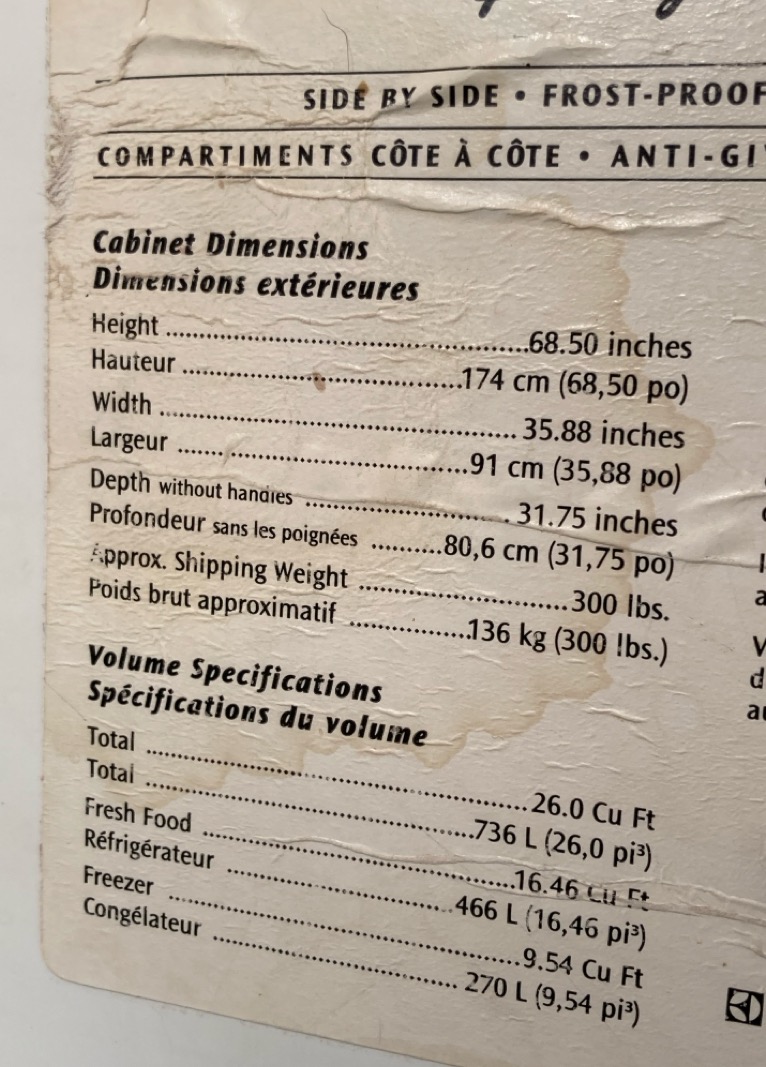 SIDE BY SIDE • FROST-PROOF
COMPARTIMENTS CÔTE À CÔTE • ANTI-GI
Cabinet Dimensions
Dimensions extérieures
Height ........................................68.50 inches
Hauteur ................................174 cm (68,50 po)
Width ........................................ 35.88 inches
Largeur ................................91 cm (35,88 po)
Depth without handles ........................ 31.75 inches
Profondeur sans les poignées ..........80,6 cm (31,75 po)
Approx. Shipping Weight ........................300 lbs.
Poids brut approximatif ................136 kg (300 lbs.)
Volume Specifications
Spécifications du volume
Total ........................................26.0 Cu Ft
Total ................................736 L (26,0 pi³)
Fresh Food ................................16.46 Cu Ft
Réfrigérateur ........................466 L (16,46 pi³)
Freezer ........................................9.54 Cu Ft
Congélateur ............................ 270 L (9,54 pi³)